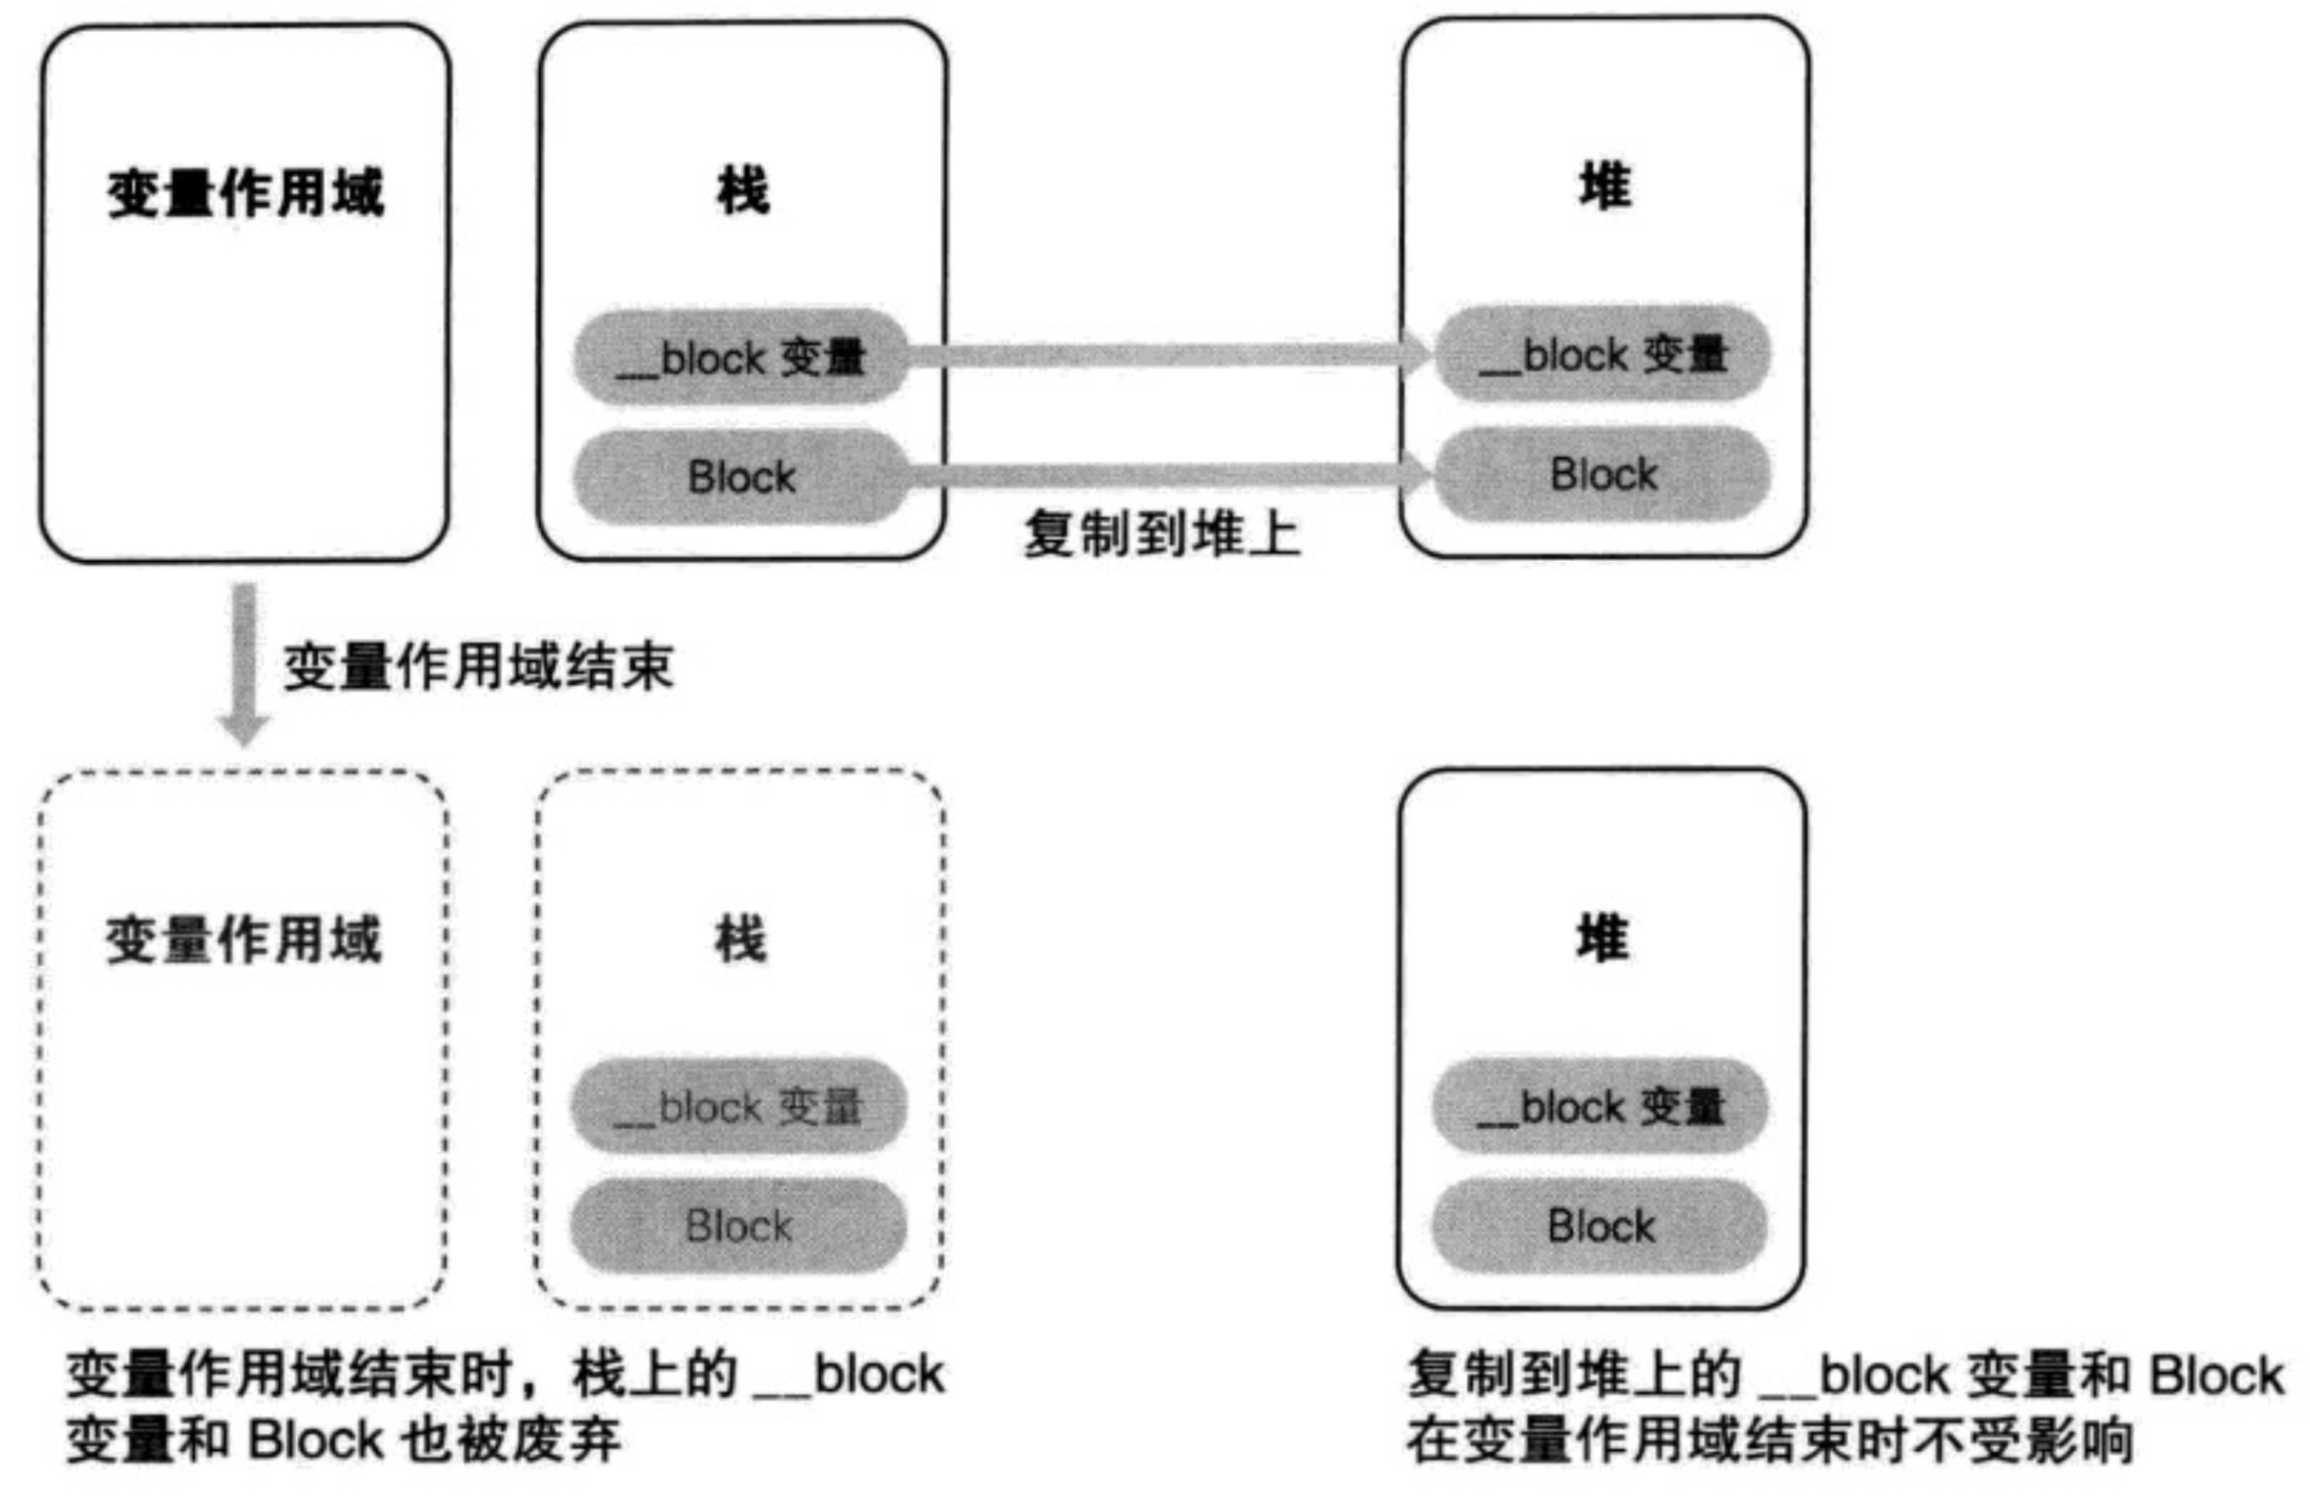 变量作用域
栈
堆
__block 变量
__block 变量
Block
Block
复制到堆上
变量作用域结束
变量作用域
栈
堆
__block 变量
__block 变量
Block
Block
变量作用域结束时，栈上的 __block
变量和 Block 也被废弃
复制到堆上的 __block 变量和 Block
在变量作用域结束时不受影响